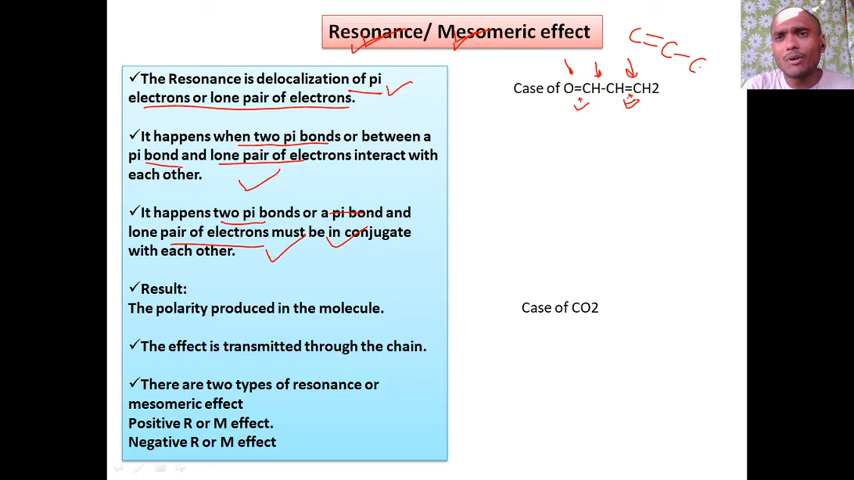 Resonance/ Mesomeric effect
✓The Resonance is delocalization of pi
electrons or lone pair of electrons.
✓It happens when two pi bonds or between a
pi bond and lone pair of electrons interact with
each other.
✓It happens two pi bonds or a pi bond and
lone pair of electrons must be in conjugate
with each other.
✓Result:
The polarity produced in the molecule.
✓The effect is transmitted through the chain.
✓There are two types of resonance or
mesomeric effect
Positive R or M effect.
Negative R or M effect
C=C-C
Case of O=CH-CH=CH2
Case of CO2